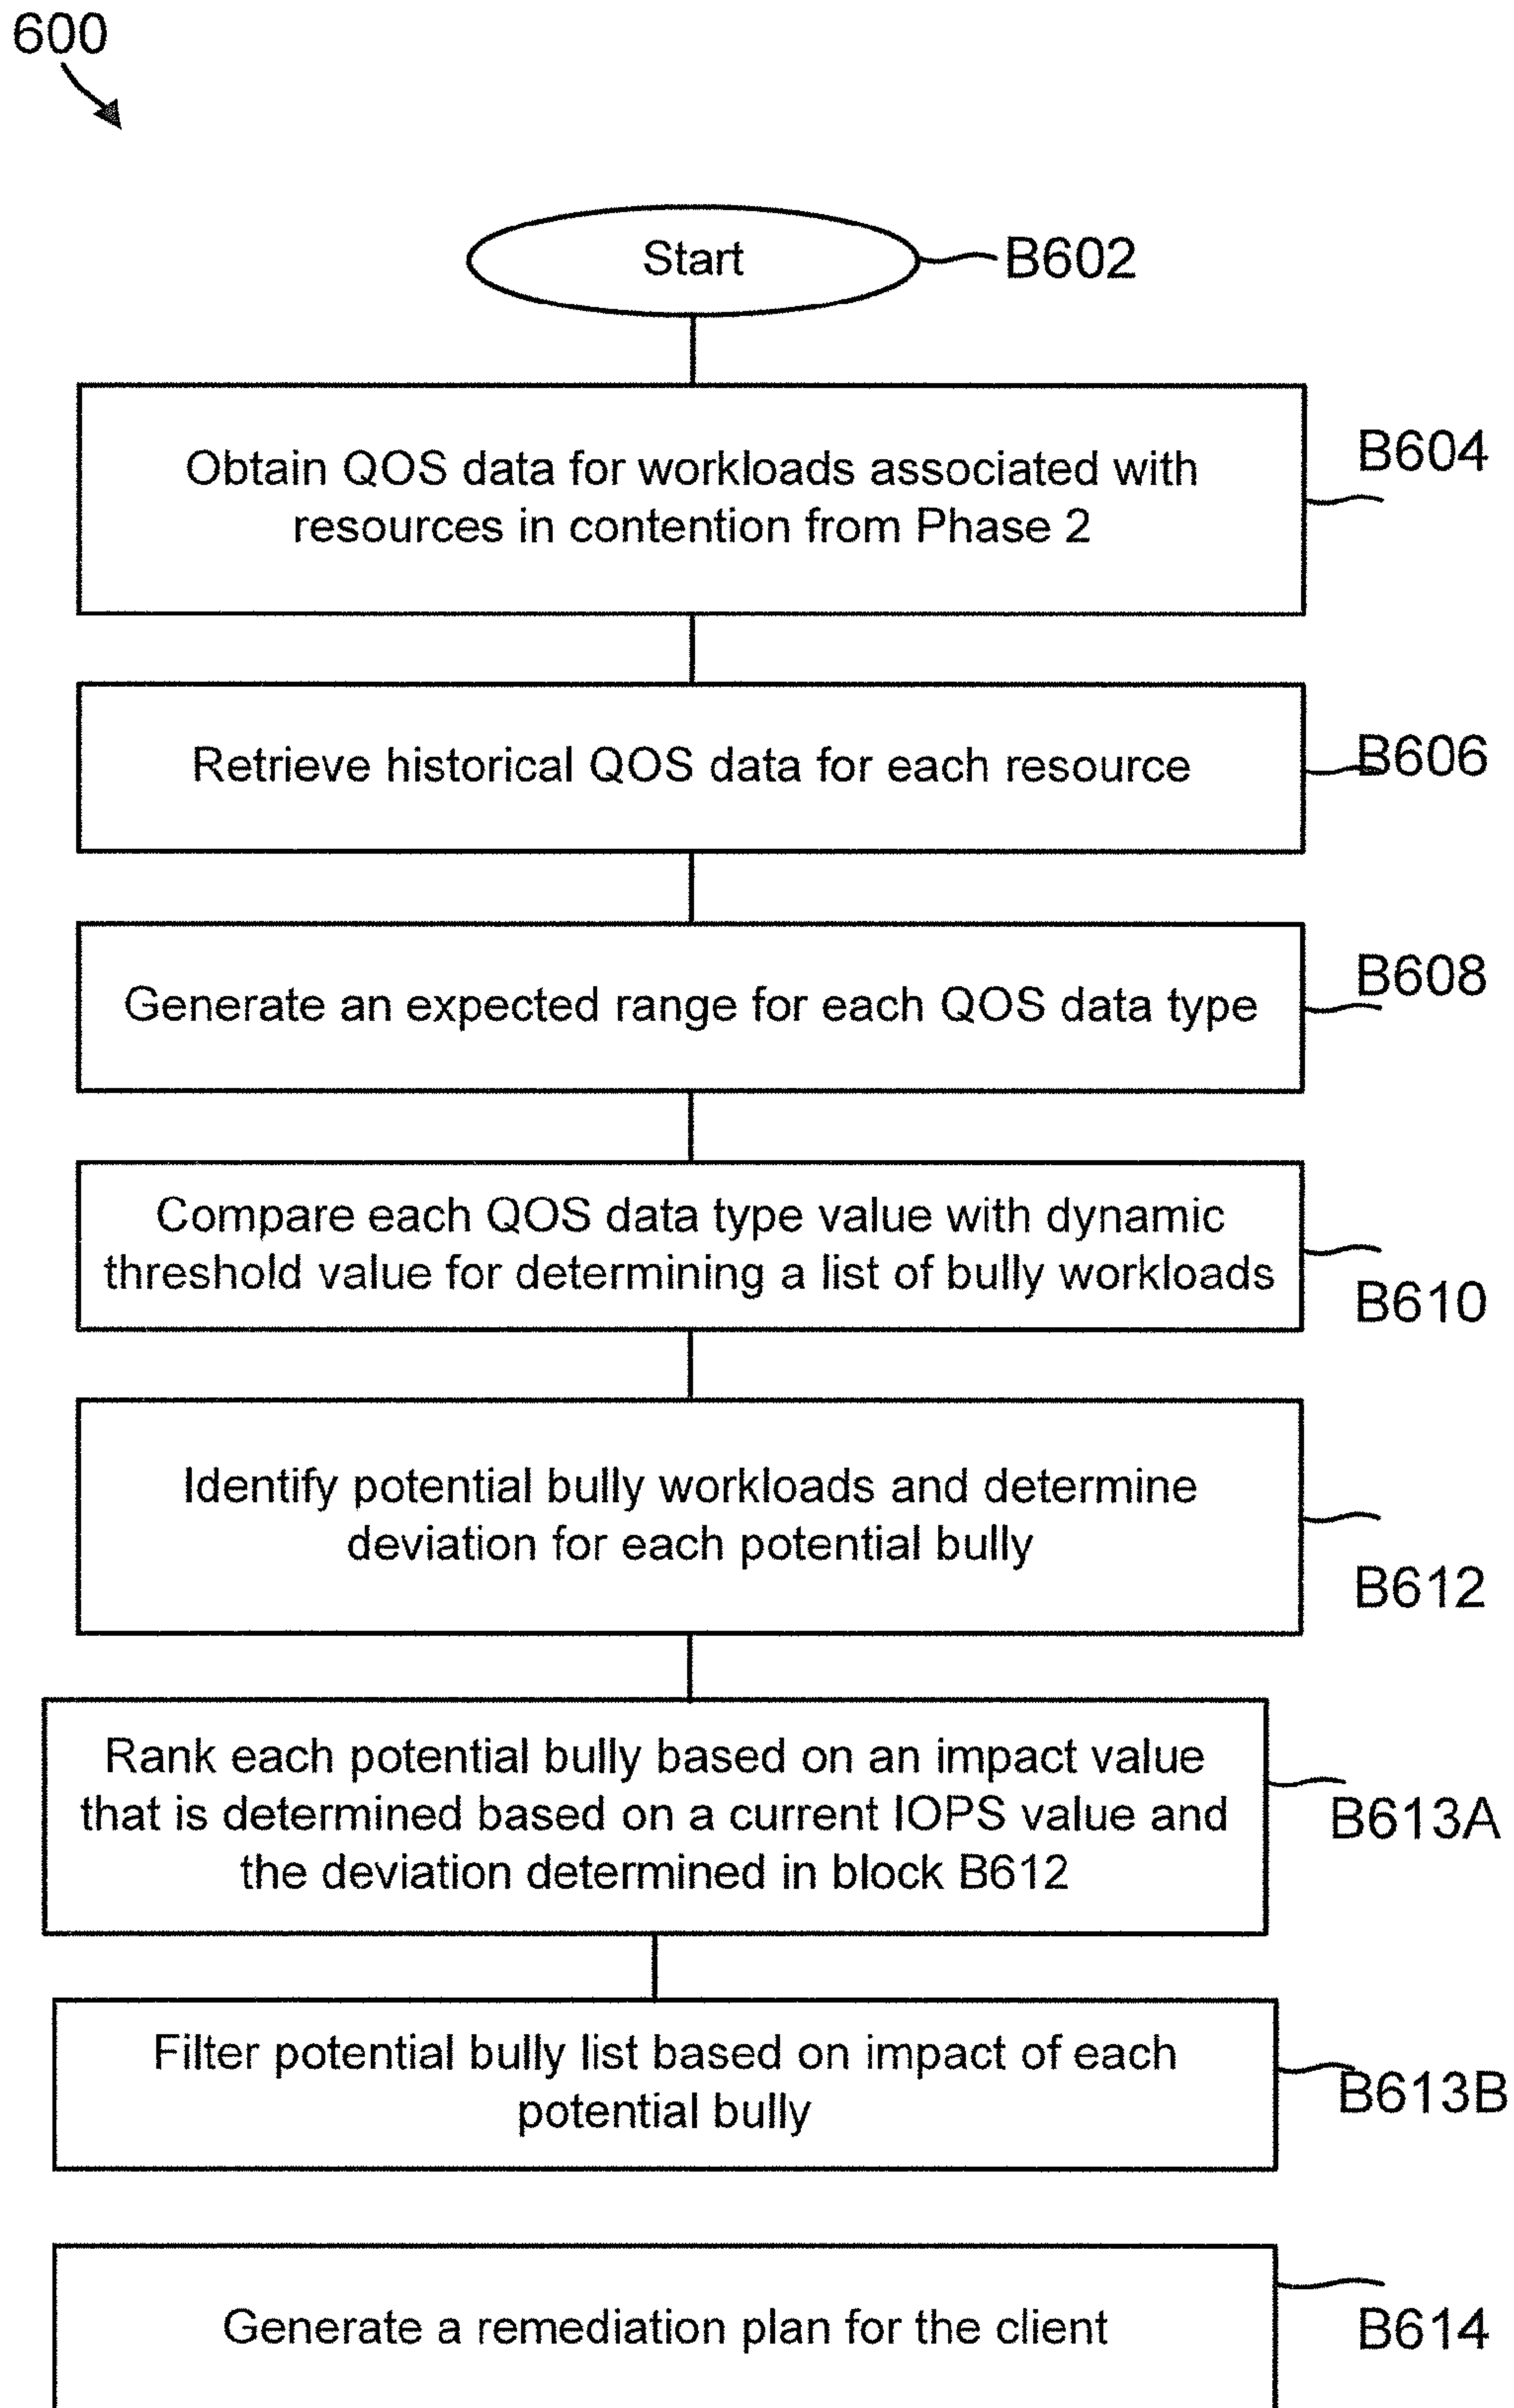 600
Start
B602
Obtain QOS data for workloads associated with
resources in contention from Phase 2
B604
Retrieve historical QOS data for each resource
B606
Generate an expected range for each QOS data type
B608
Compare each QOS data type value with dynamic
threshold value for determining a list of bully workloads
B610
Identify potential bully workloads and determine
deviation for each potential bully
B612
Rank each potential bully based on an impact value
that is determined based on a current IOPS value and
the deviation determined in block B612
B613A
Filter potential bully list based on impact of each
potential bully
B613B
Generate a remediation plan for the client
B614